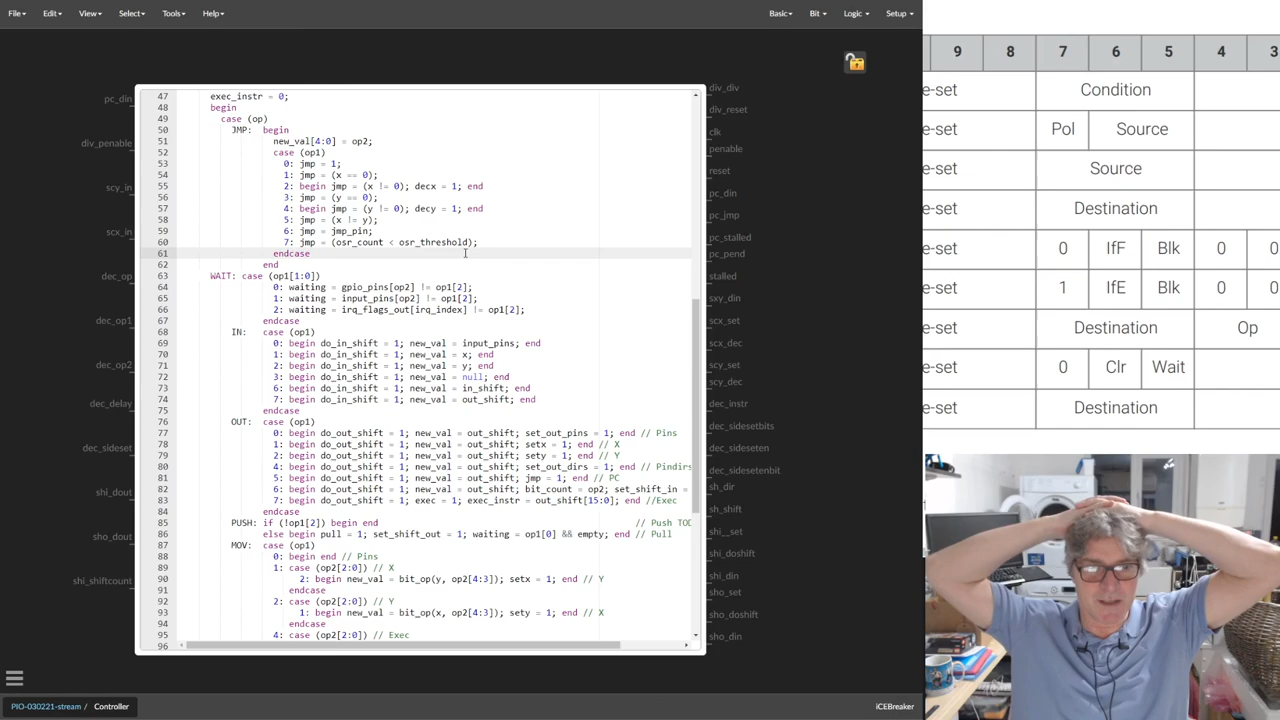 File Edit View Select Tools Help Basic Bit Logic Setup
pc_din
div_penable
scy_in
scx_in
dec_op
dec_op1
dec_op2
dec_delay
dec_sideset
shi_dout
sho_dout
shi_shiftcount
47 exec_instr = 0;
48 begin
49 case (op)
50 JMP: begin
51 new_val[4:0] = op2;
52 case (op1)
53 0: jmp = 1;
54 1: jmp = (x == 0);
55 2: begin jmp = (x != 0); decx = 1; end
56 3: jmp = (y == 0);
57 4: begin jmp = (y != 0); decy = 1; end
58 5: jmp = (x != y);
59 6: jmp = jmp_pin;
60 7: jmp = (osr_count < osr_threshold);
61 endcase
62 end
63 WAIT: case (op1[1:0])
64 0: waiting = gpio_pins[op2] != op1[2];
65 1: waiting = input_pins[op2] != op1[2];
66 2: waiting = irq_flags_out[irq_index] != op1[2];
67 endcase
68 IN: case (op1)
69 0: begin do_in_shift = 1; new_val = input_pins; end
70 1: begin do_in_shift = 1; new_val = x; end
71 2: begin do_in_shift = 1; new_val = y; end
72 3: begin do_in_shift = 1; new_val = null; end
73 6: begin do_in_shift = 1; new_val = in_shift; end
74 7: begin do_in_shift = 1; new_val = out_shift; end
75 endcase
76 OUT: case (op1)
77 0: begin do_out_shift = 1; new_val = out_shift; set_out_pins = 1; end // Pins
78 1: begin do_out_shift = 1; new_val = out_shift; setx = 1; end // X
79 2: begin do_out_shift = 1; new_val = out_shift; sety = 1; end // Y
80 4: begin do_out_shift = 1; new_val = out_shift; set_out_dirs = 1; end // Pindirs
81 5: begin do_out_shift = 1; new_val = out_shift; jmp = 1; end // PC
82 6: begin do_out_shift = 1; new_val = out_shift; bit_count = op2; set_shift_in =
83 7: begin do_out_shift = 1; exec = 1; exec_instr = out_shift[15:0]; end //Exec
84 endcase
85 PUSH: if (!op1[2]) begin end // Push TOD
86 else begin pull = 1; set_shift_out = 1; waiting = op1[0] && empty; end // Pull
87 MOV: case (op1)
88 0: begin end // Pins
89 1: case (op2[2:0]) // X
90 2: begin new_val = bit_op(y, op2[4:3]); setx = 1; end // Y
91 endcase
92 2: case (op2[2:0]) // Y
93 1: begin new_val = bit_op(x, op2[4:3]); sety = 1; end // X
94 endcase
95 4: case (op2[2:0]) // Exec
96
div_div
div_reset
clk
penable
reset
pc_din
pc_jmp
pc_stalled
pc_pend
stalled
sxy_din
scx_set
scx_dec
scy_set
scy_dec
dec_instr
dec_sidesetbits
dec_sideseten
dec_sidesetenbit
sh_dir
sh_shift
shi__set
shi_doshift
shi_din
sho_set
sho_doshift
sho_din
9 8 7 6 5 4 3
e-set Condition
e-set Pol Source
e-set Source
e-set Destination
e-set 0 IfF Blk 0 0
e-set 1 IfE Blk 0 0
e-set Destination Op
e-set 0 Clr Wait
e-set Destination
PIO-030221-stream / Controller iCEBreaker